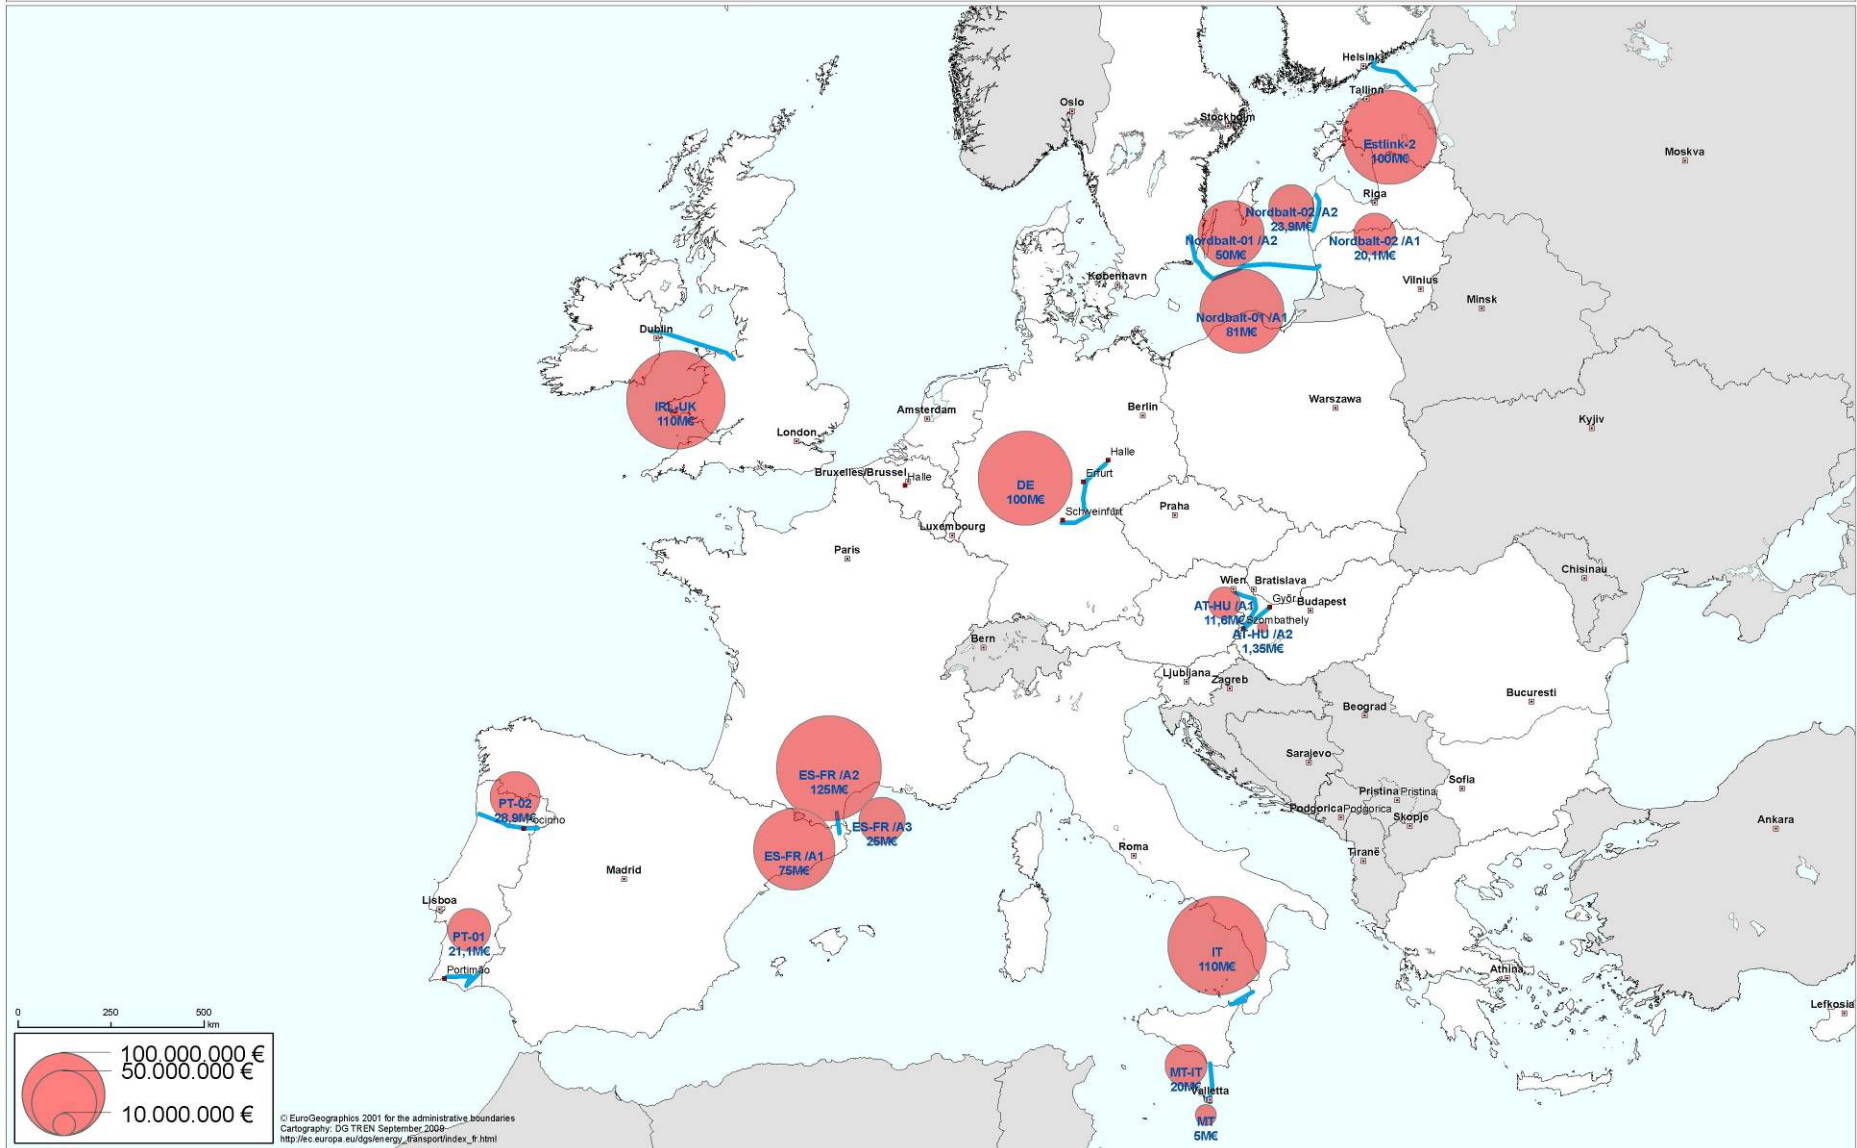 Helsinki
Tallinn
Oslo
Stockholm
Estlink-2
100M€
Moskva
Riga
Nordbalt-02 /A2
23,9M€
Nordbalt-01 /A2
50M€
Nordbalt-02 /A1
20,1M€
København
Vilnius
Minsk
Nordbalt-01 /A1
81M€
Dublin
IRL-UK
110M€
Amsterdam
Berlin
Warszawa
Kyjiv
London
Halle
Bruxelles/Brussel
Halle
Erfurt
DE
100M€
Schweinfurt
Praha
Luxembourg
Paris
Chisinau
Wien
Bratislava
Györ
Budapest
AT-HU /A1
11,6M€
Szombathely
AT-HU /A2
1,35M€
Bern
Ljubljana
Zagreb
Bucuresti
Beograd
Sarajevo
Sofia
ES-FR /A2
125M€
Pristina
Pristina
PT-02
28,9M€
Pocinho
Podgorica
Podgorica
Skopje
Ankara
ES-FR /A3
25M€
ES-FR /A1
75M€
Roma
Tiranë
Madrid
Lisboa
PT-01
21,1M€
IT
110M€
Portimão
Athina
Lefkosia
0 250 500
km
100.000.000 €
50.000.000 €
10.000.000 €
MT-IT
20M€
Valletta
MT
5M€
© EuroGeographics 2001 for the administrative boundaries
Cartography: DG TREN September 2009
http://ec.europa.eu/dgs/energy_transport/index_fr.html